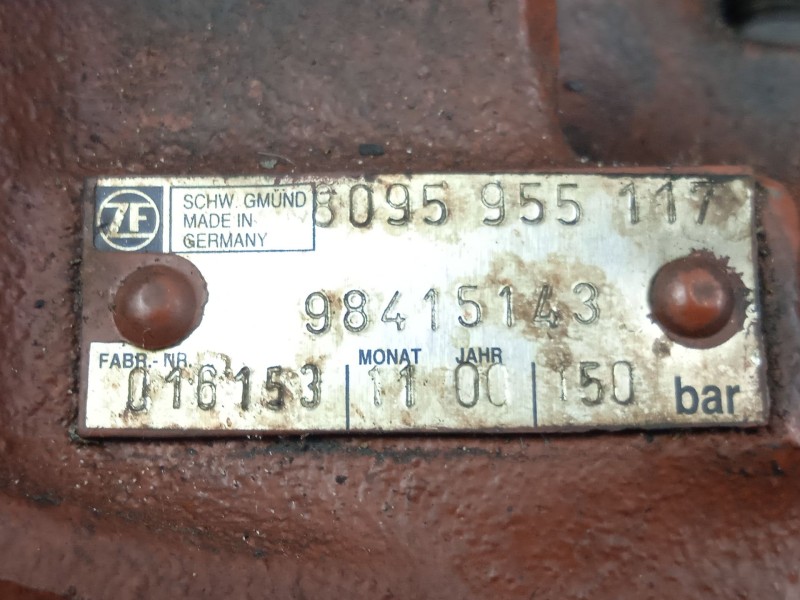 ZF
SCHW. GMÜND
MADE IN
GERMANY
8095 955 117
98415143
FABR.-NR. MONAT JAHR
016153 11 00 150 bar